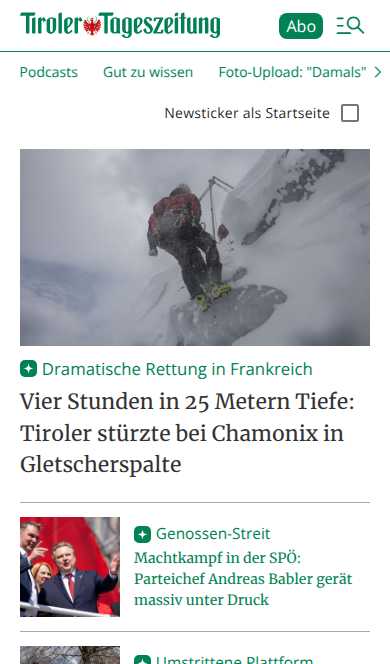 Tiroler Tageszeitung
Abo
Podcasts Gut zu wissen Foto-Upload: "Damals"
Newsticker als Startseite
Dramatische Rettung in Frankreich
Vier Stunden in 25 Metern Tiefe:
Tiroler stürzte bei Chamonix in
Gletscherspalte
Genossen-Streit
Machtkampf in der SPÖ:
Parteichef Andreas Babler gerät
massiv unter Druck
Umstrittene Plattform